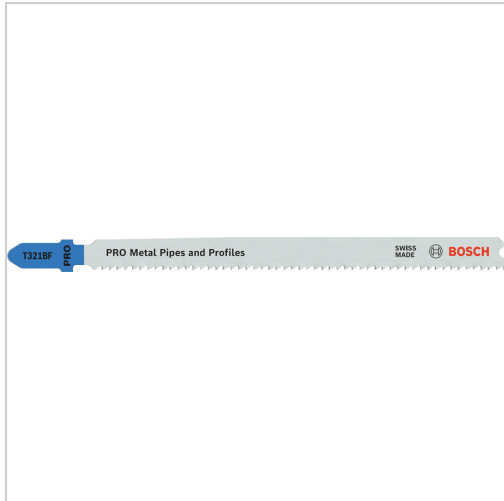 T321BF
PRO
PRO Metal Pipes and Profiles
SWISS
MADE
BOSCH